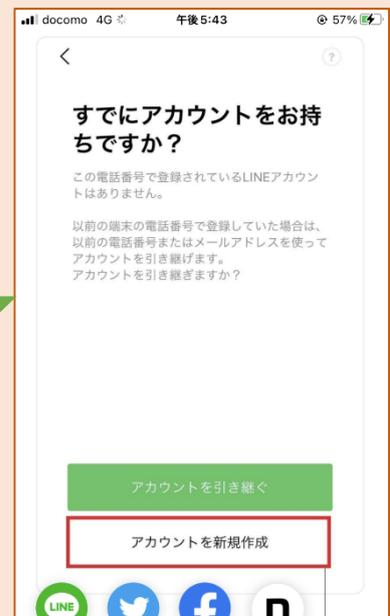 docomo 4G 午後5:43 57%
?
すでにアカウントをお持
ちですか？
この電話番号で登録されているLINEアカウン
トはありません。
以前の端末の電話番号で登録していた場合は、
以前の電話番号またはメールアドレスを使って
アカウントを引き継げます。
アカウントを引き継ぎますか？
アカウントを引き継ぐ
アカウントを新規作成
LINE